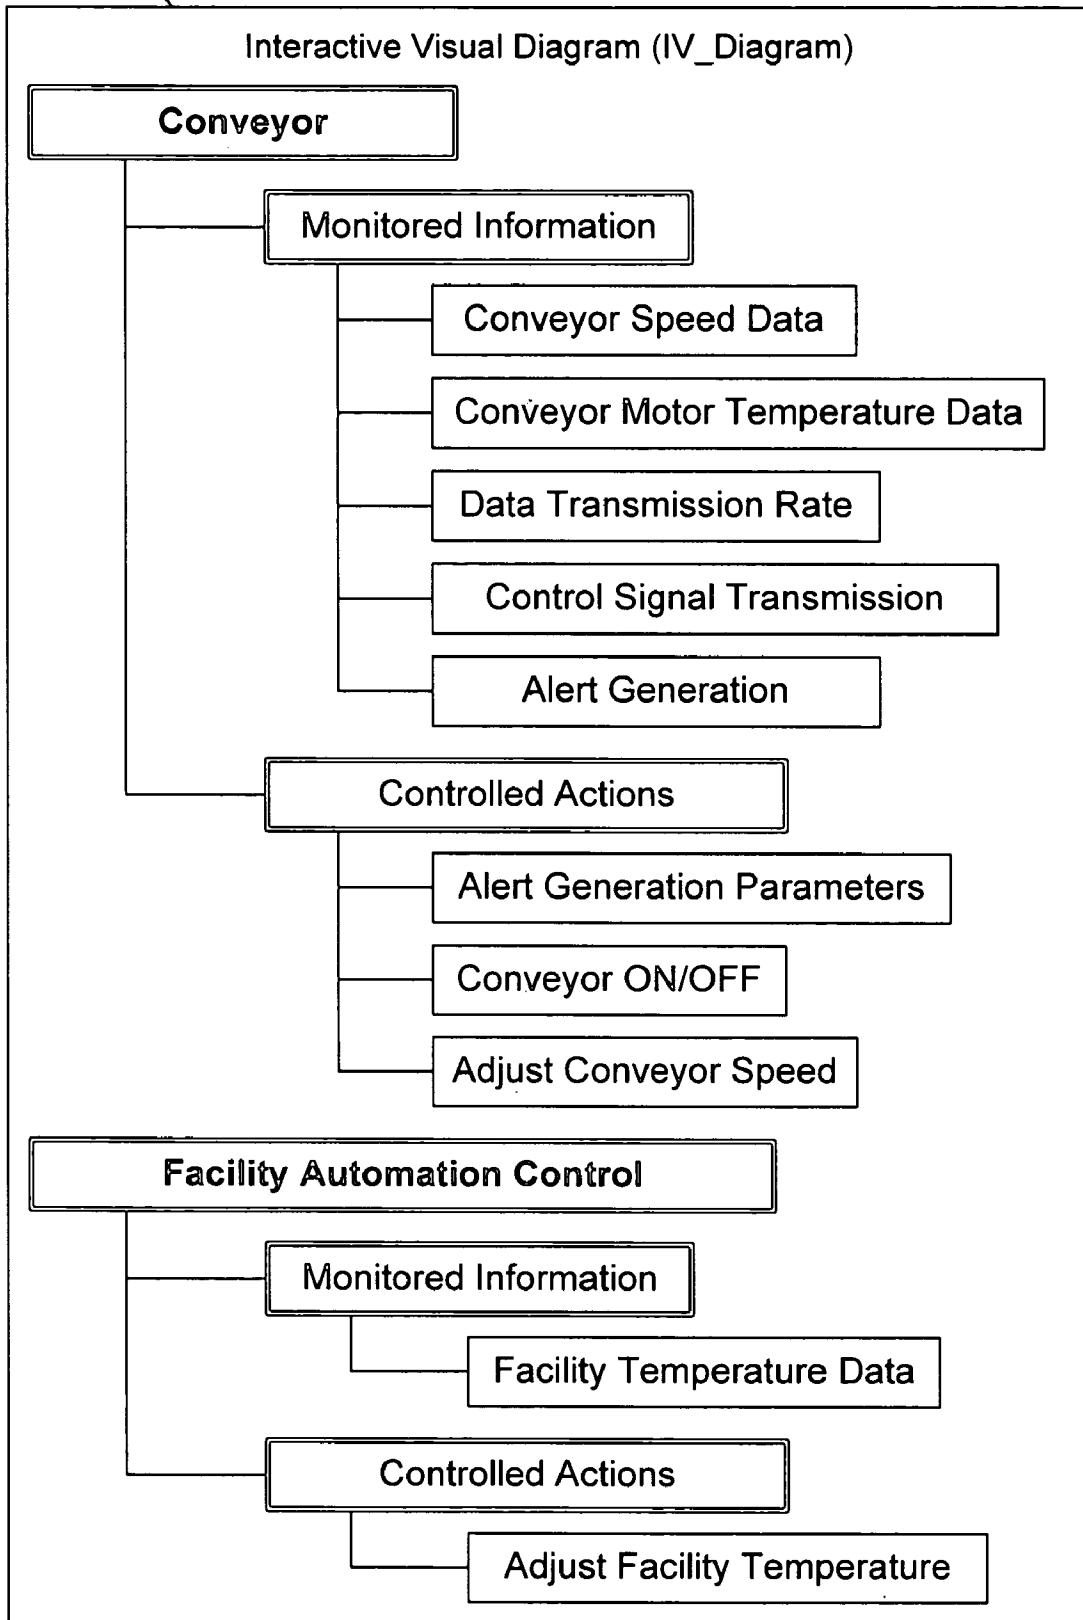 Interactive Visual Diagram (IV_Diagram)
Conveyor
Monitored Information
Conveyor Speed Data
Conveyor Motor Temperature Data
Data Transmission Rate
Control Signal Transmission
Alert Generation
Controlled Actions
Alert Generation Parameters
Conveyor ON/OFF
Adjust Conveyor Speed
Facility Automation Control
Monitored Information
Facility Temperature Data
Controlled Actions
Adjust Facility Temperature